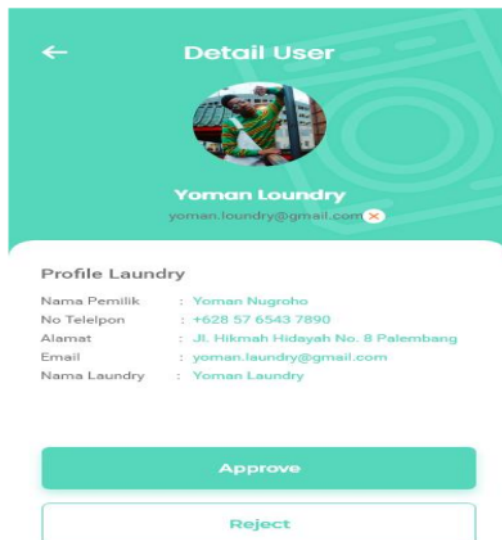 Detail User
Yoman Loundry
yoman.loundry@gmail.com
Profile Laundry
Nama Pemilik : Yoman Nugroho
No Telelpon : +628 57 6543 7890
Alamat : Jl. Hikmah Hidayah No. 8 Palembang
Email : yoman.laundry@gmail.com
Nama Laundry : Yoman Laundry
Approve
Reject